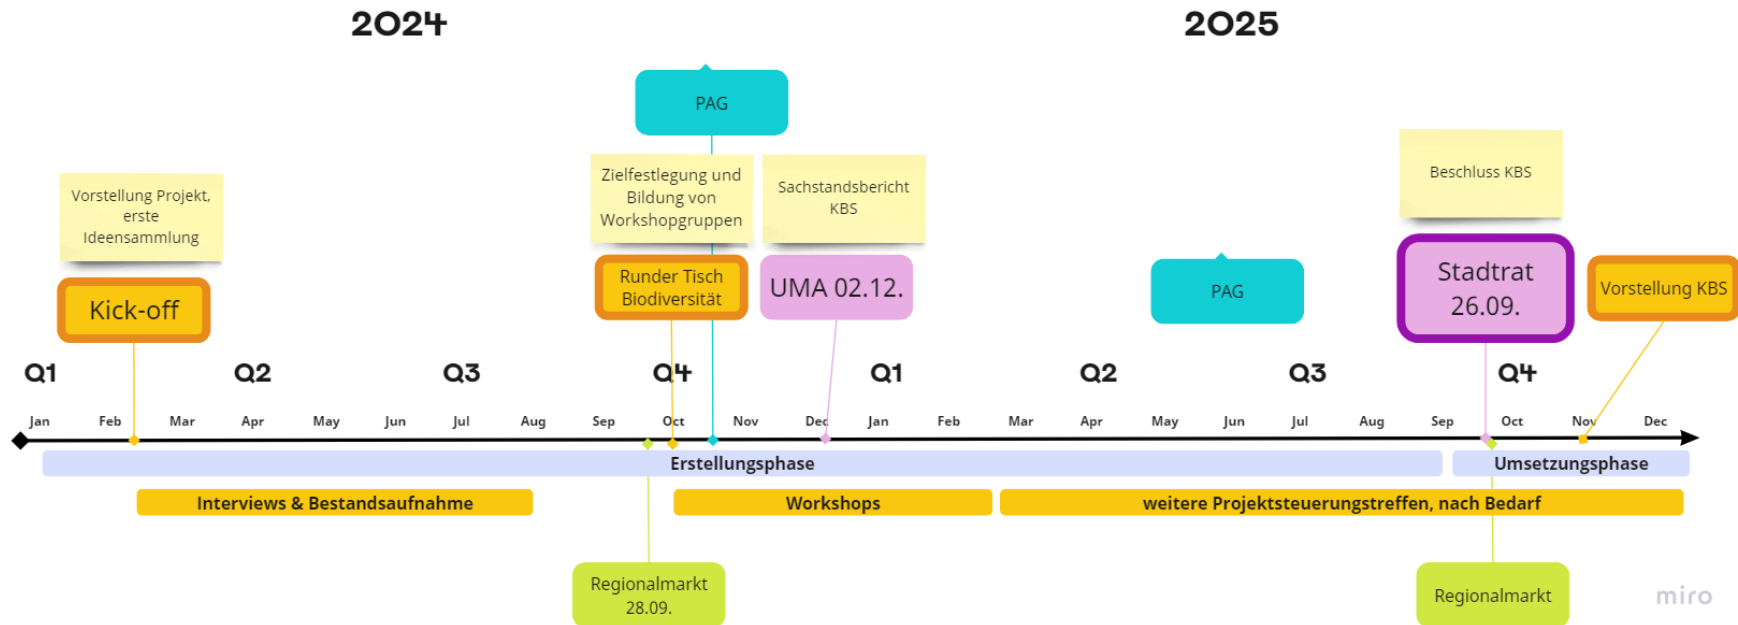 2024
2025
PAG
Vorstellung Projekt,
erste
Ideensammlung
Zielfestlegung und
Bildung von
Workshopgruppen
Sachstandsbericht
KBS
Beschluss KBS
Kick-off
Runder Tisch
Biodiversität
UMA 02.12.
PAG
Stadtrat
26.09.
Vorstellung KBS
Q1 Q2 Q3 Q4 Q1 Q2 Q3 Q4
Jan Feb Mar Apr May Jun Jul Aug Sep Oct Nov Dec Jan Feb Mar Apr May Jun Jul Aug Sep Oct Nov Dec
Erstellungsphase
Umsetzungsphase
Interviews & Bestandsaufnahme
Workshops
weitere Projektsteuerungstreffen, nach Bedarf
Regionalmarkt
28.09.
Regionalmarkt
miro